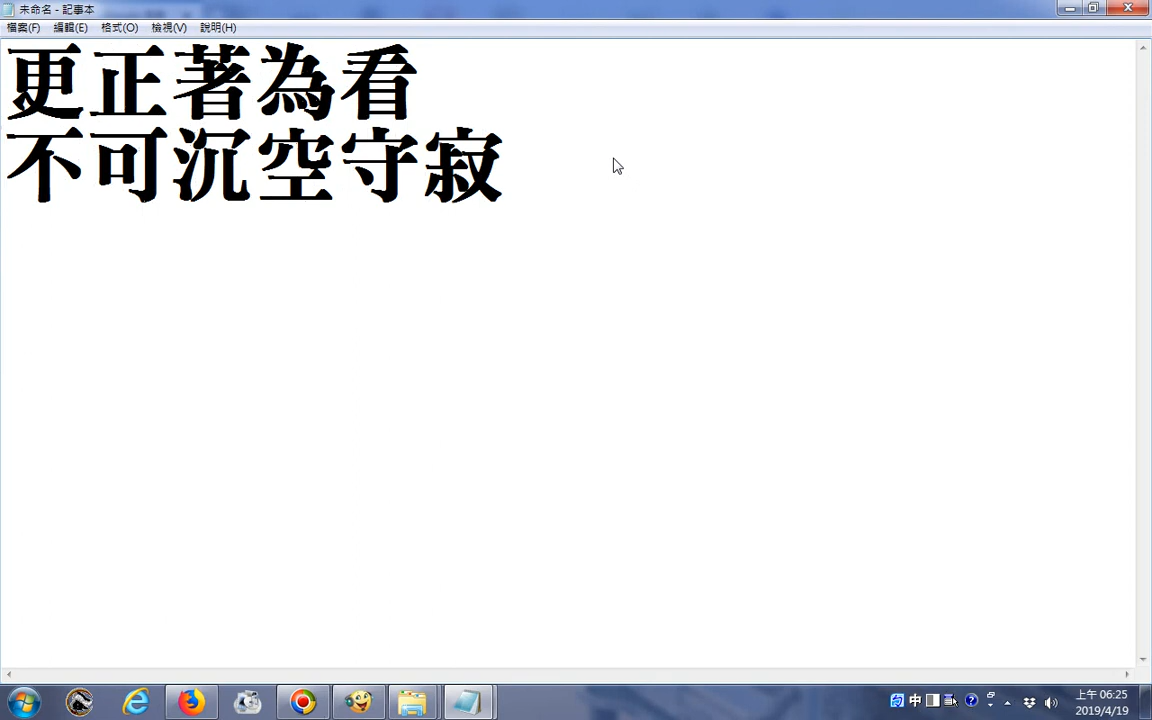 未命名 - 記事本
檔案(F) 編輯(E) 格式(O) 檢視(V) 說明(H)
更正著為看
不可沉空守寂
中
上午 06:25
2019/4/19